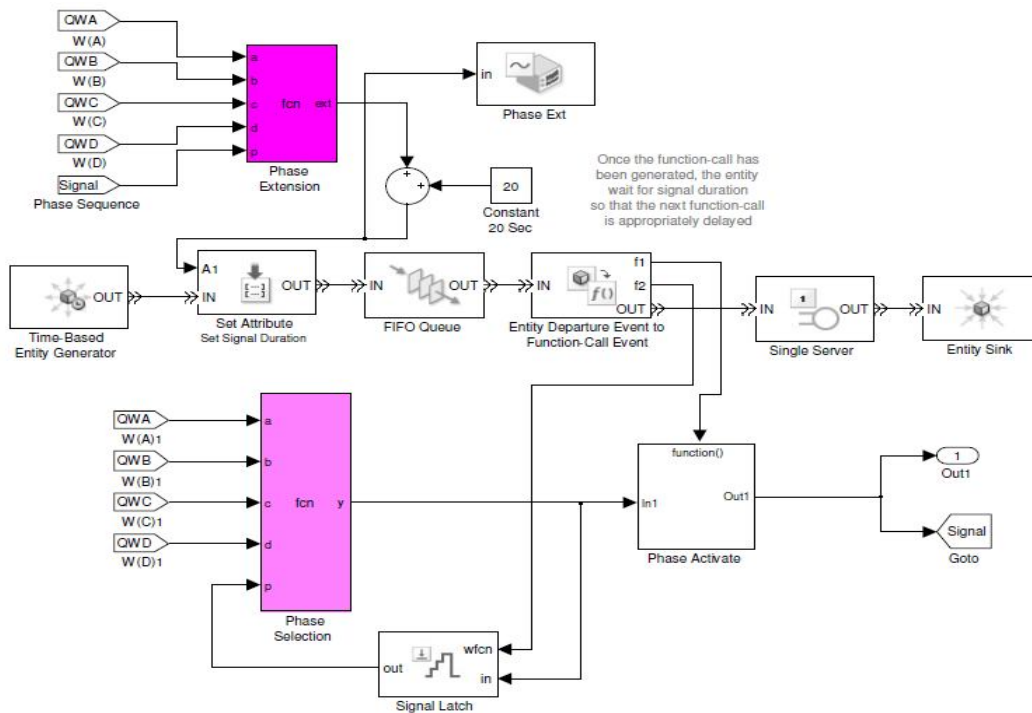 QWA
W(A)
QWB
W(B)
QWC
W(C)
QWD
W(D)
Signal
Phase Sequence
a
b
c
d
p
fcn
ext
Phase
Extension
in
Phase Ext
20
Constant
20 Sec
+
+
Once the function-call has
been generated, the entity
wait for signal duration
so that the next function-call
is appropriately delayed
OUT
Time-Based
Entity Generator
A1
IN
[...]
OUT
Set Attribute
Set Signal Duration
IN
OUT
FIFO Queue
IN
f()
f1
f2
OUT
Entity Departure Event to
Function-Call Event
IN
1
OUT
Single Server
IN
Entity Sink
QWA
W(A)1
QWB
W(B)1
QWC
W(C)1
QWD
W(D)1
a
b
c
d
p
fcn
y
Phase
Selection
function()
In1
Out1
Phase Activate
1
Out1
Signal
Goto
out
wfcn
in
Signal Latch